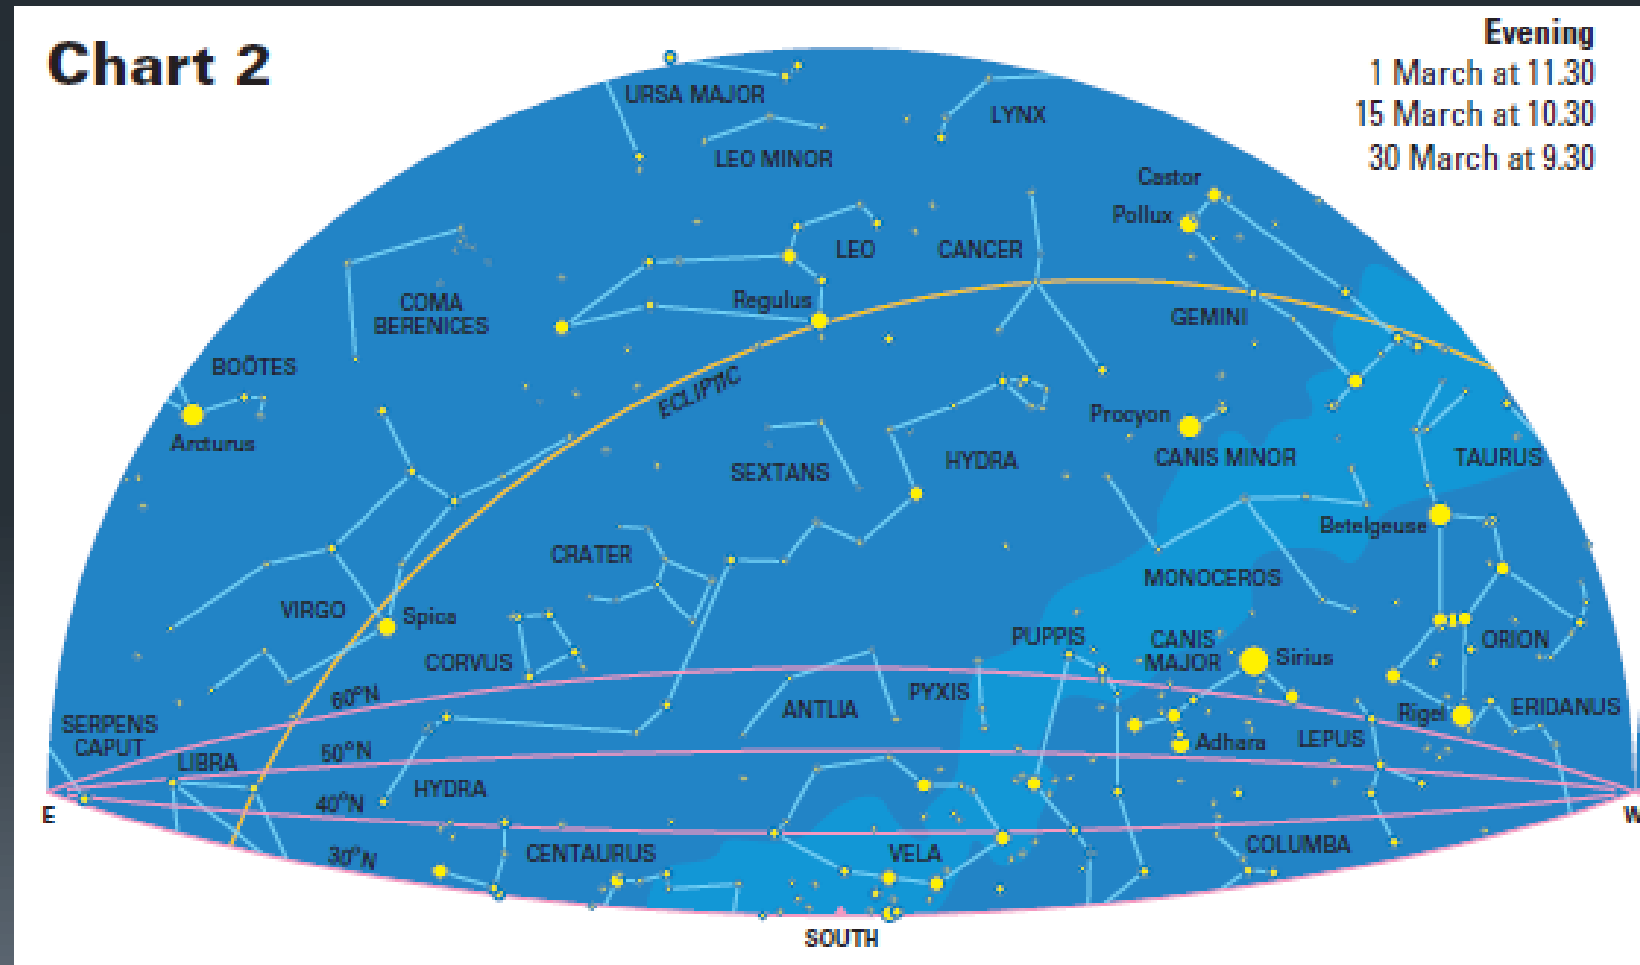 Chart 2
Evening
1 March at 11.30
15 March at 10.30
30 March at 9.30
URSA MAJOR
LYNX
LEO MINOR
Castor
Pollux
LEO
CANCER
COMA
BERENICES
Regulus
GEMINI
BOÖTES
ECLIPTIC
Arcturus
Procyon
SEXTANS
HYDRA
CANIS MINOR
TAURUS
Betelgeuse
CRATER
MONOCEROS
VIRGO
Spica
CORVUS
PUPPIS
CANIS
MAJOR
Sirius
ORION
60°N
ANTLIA
PYXIS
Rigel
ERIDANUS
SERPENS
CAPUT
50°N
Adhara
LEPUS
LIBRA
40°N
HYDRA
E
W
30°N
CENTAURUS
VELA
COLUMBA
SOUTH